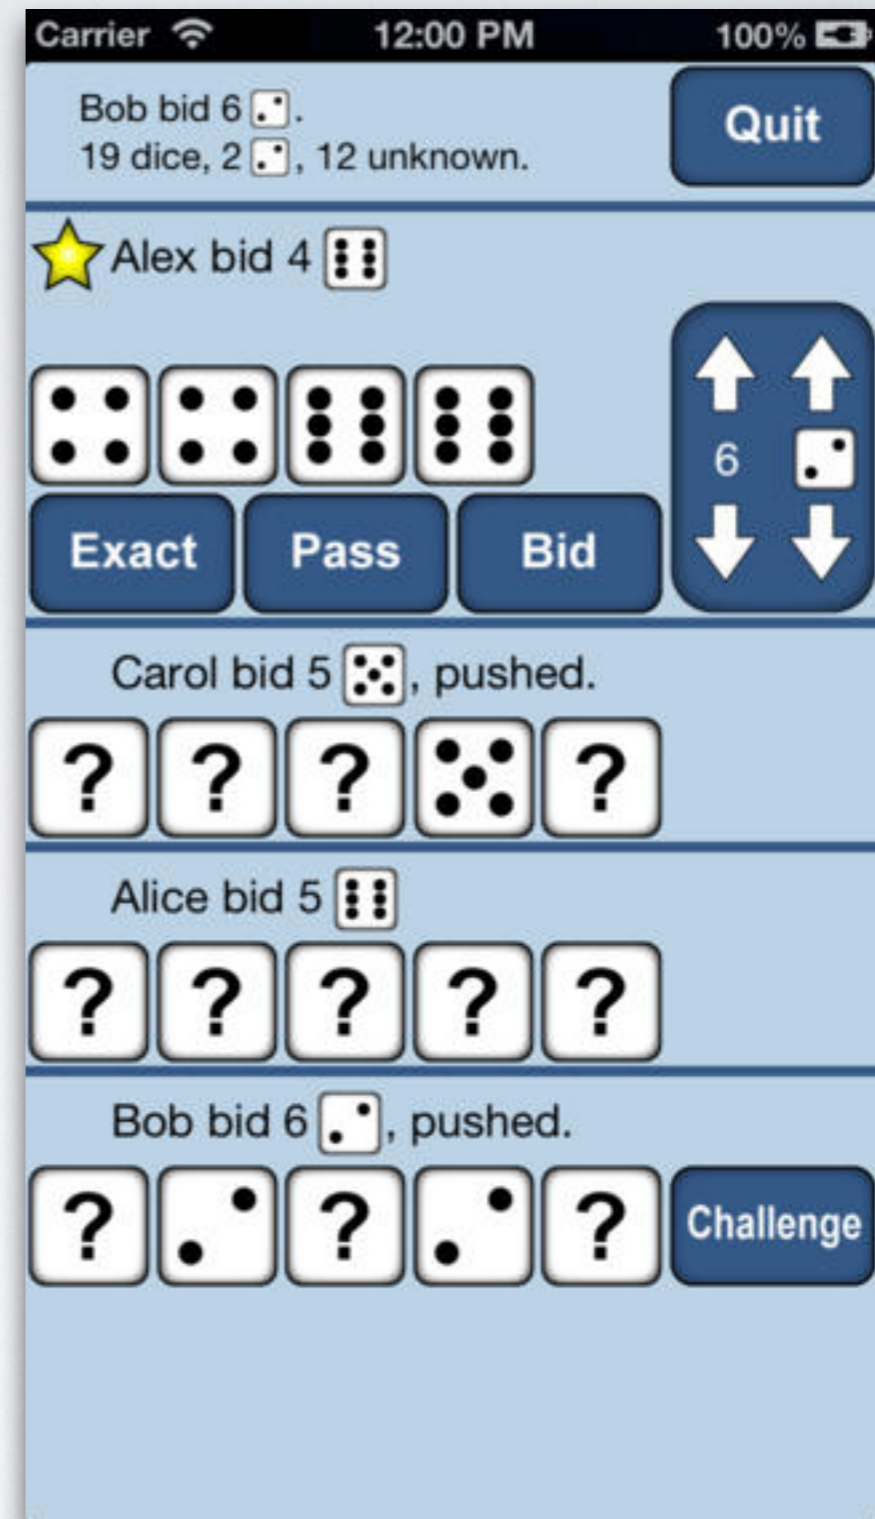 Carrier 12:00 PM 100%
Bob bid 6 .
19 dice, 2 , 12 unknown.
Quit
Alex bid 4
6
Exact Pass Bid
Carol bid 5 , pushed.
? ? ? ?
Alice bid 5
? ? ? ? ?
Bob bid 6 , pushed.
? ? ? Challenge